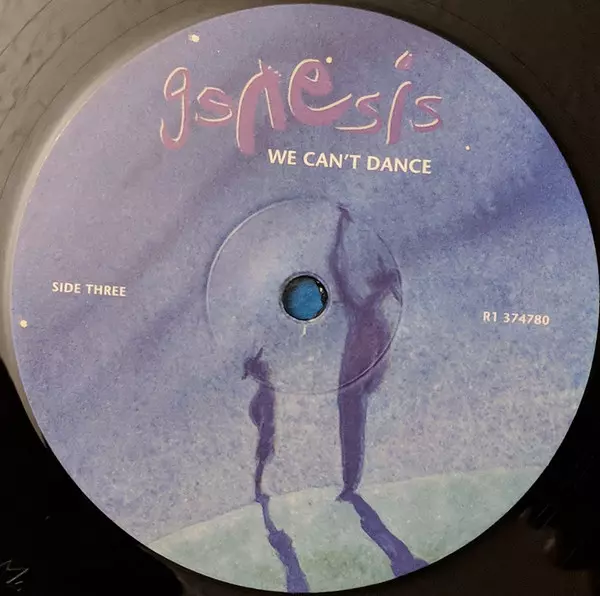 genesis
WE CAN'T DANCE
SIDE THREE
R1 374780